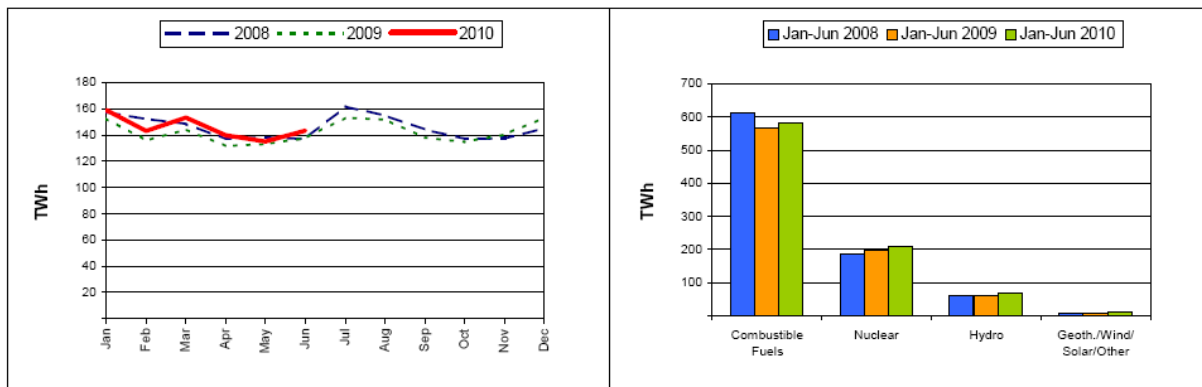 2008 2009 2010
180
160
140
120
100
80
60
40
20
TWh
Jan Feb Mar Apr May Jun Jul Aug Sep Oct Nov Dec
Jan-Jun 2008 Jan-Jun 2009 Jan-Jun 2010
700
600
500
400
300
200
100
TWh
Combustible Fuels
Nuclear
Hydro
Geoth./Wind/
Solar/Other